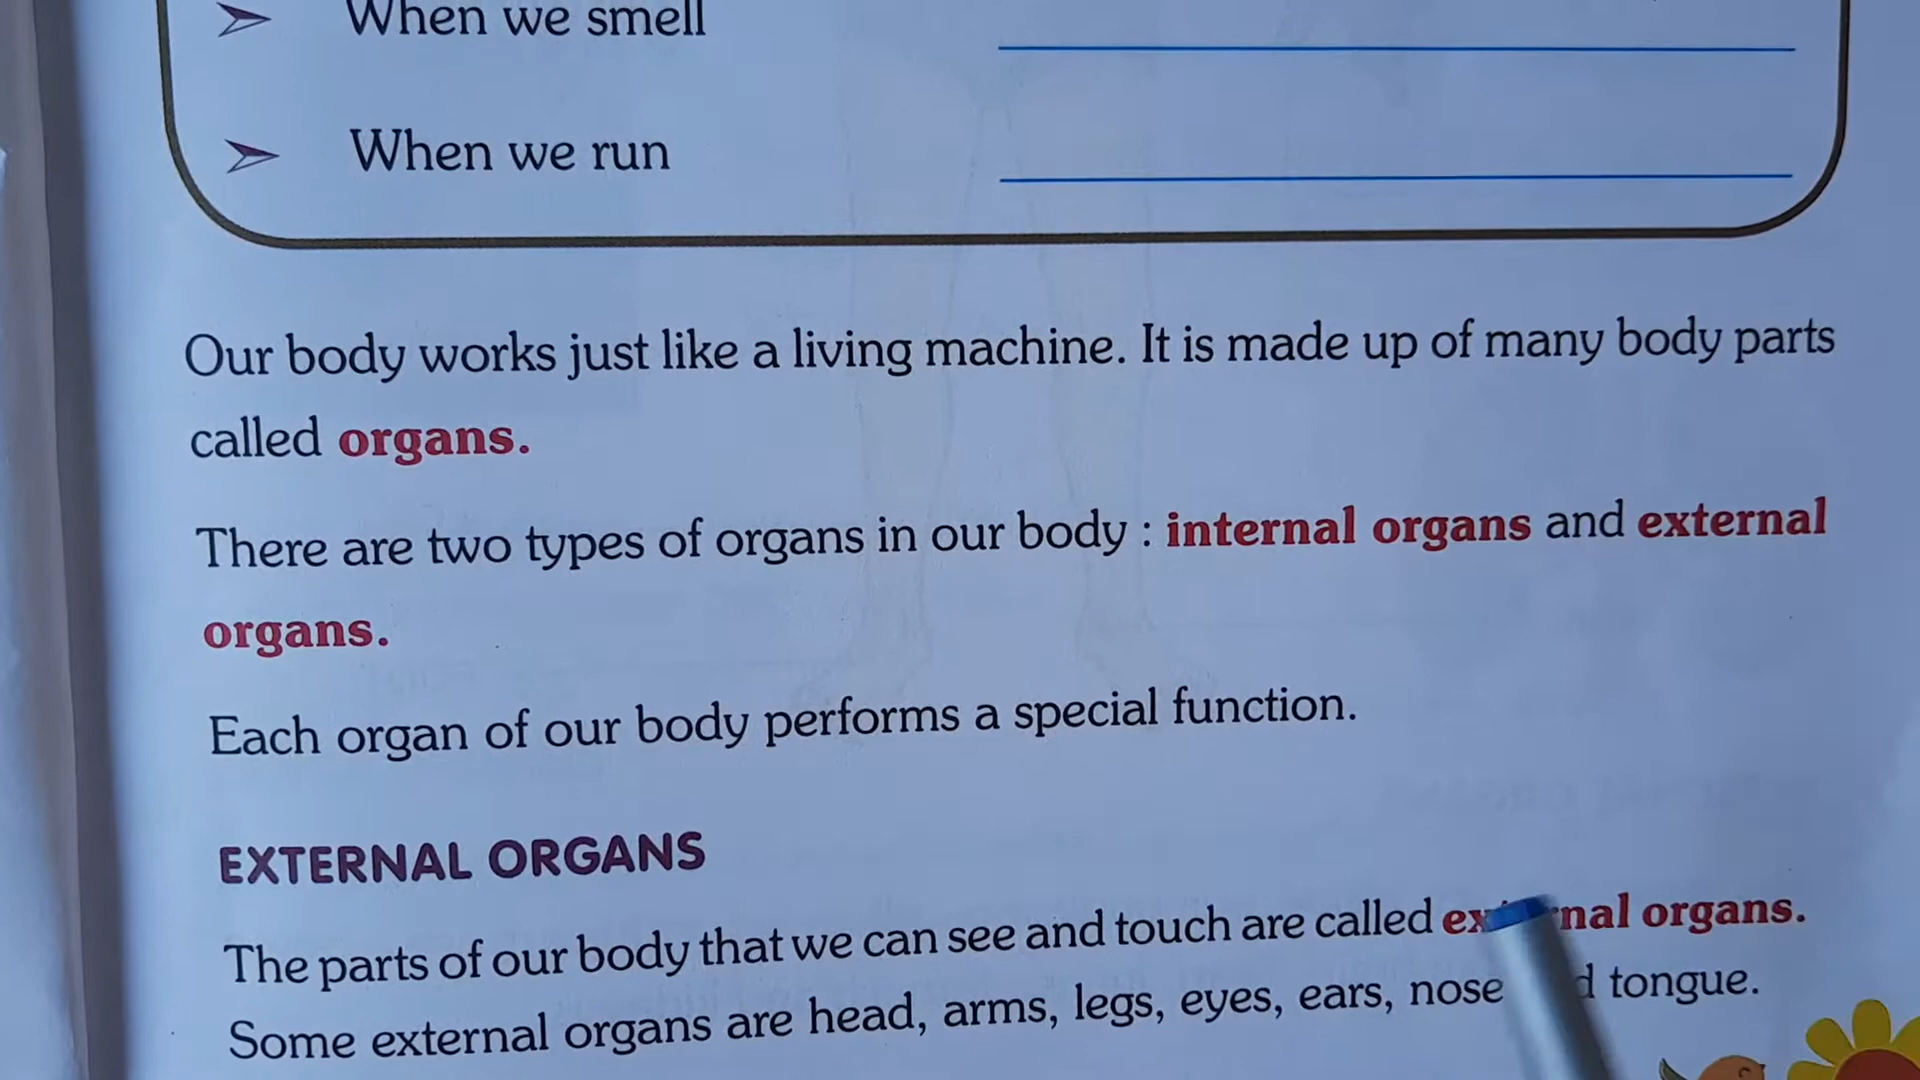 When we smell
When we run
Our body works just like a living machine. It is made up of many body parts
called organs.
There are two types of organs in our body : internal organs and external
organs.
Each organ of our body performs a special function.
EXTERNAL ORGANS
The parts of our body that we can see and touch are called organs.
Some external organs are head, arms, legs, eyes, ears, nose tongue.